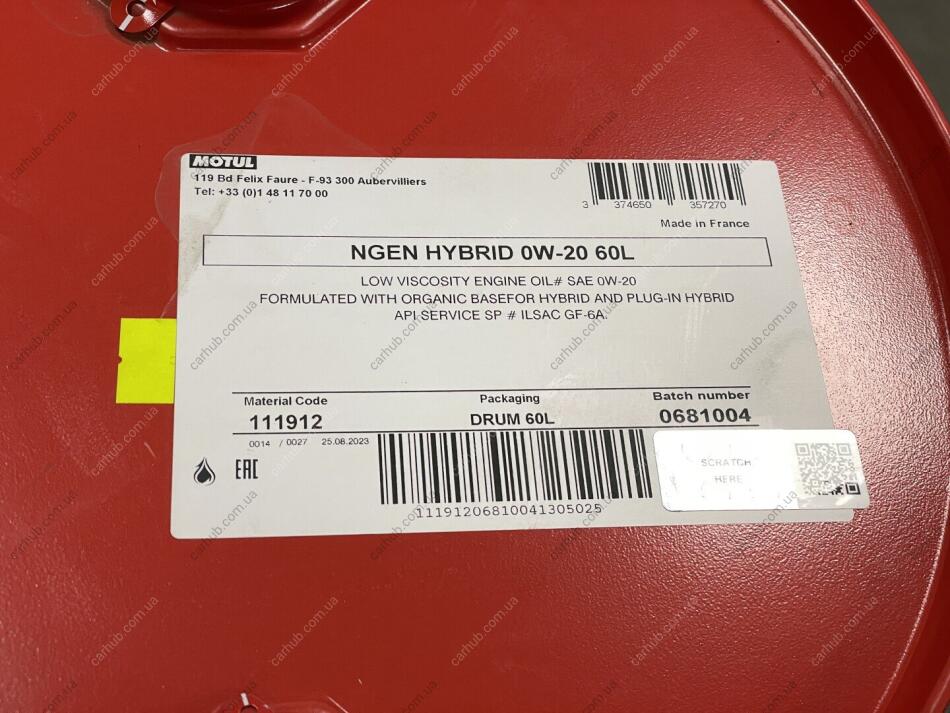 MOTUL
119 Bd Felix Faure - F-93 300 Aubervilliers
Tel: +33 (0)1 48 11 70 00
3 374650 357270
Made in France
NGEN HYBRID 0W-20 60L
LOW VISCOSITY ENGINE OIL# SAE 0W-20
FORMULATED WITH ORGANIC BASEFOR HYBRID AND PLUG-IN HYBRID
API SERVICE SP # ILSAC GF-6A.
Material Code Packaging Batch number
111912 DRUM 60L 0681004
0014 / 0027 25.08.2023
EAC
SCRATCH
HERE
11191206810041305025
carhub.com.ua